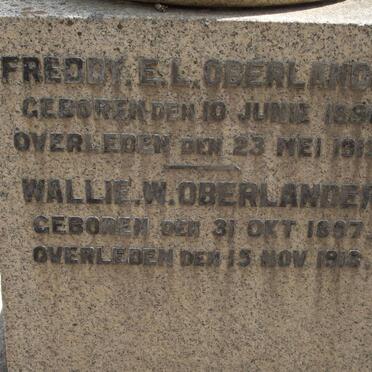 FREDDY. E. L. OBERLAND
GEBOREN DEN 10 JUNIE
OVERLEDEN DEN 23 MEI
WALLIE. W. OBERLANDER
GEBOREN DEN 31 OKT 1897.
OVERLEDEN DEN 15 NOV 1918.